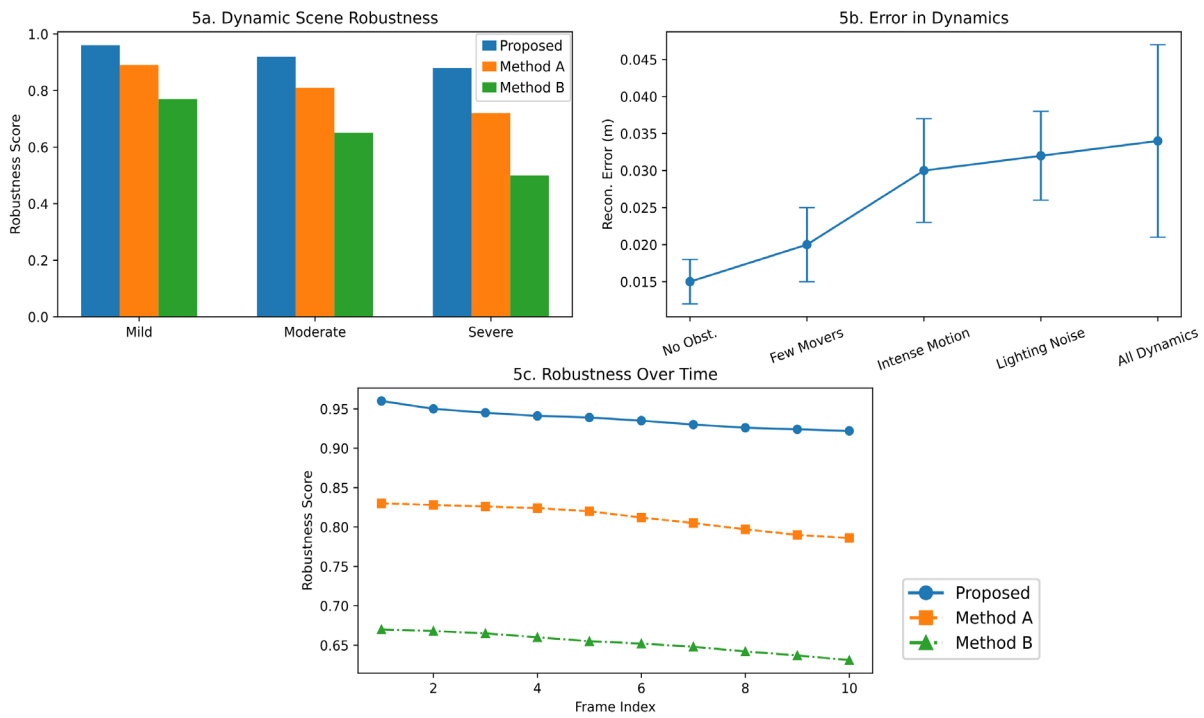 5a. Dynamic Scene Robustness
Robustness Score
1.0
0.8
0.6
0.4
0.2
0.0
Proposed
Method A
Method B
Mild
Moderate
Severe
5b. Error in Dynamics
Recon. Error (m)
0.045
0.040
0.035
0.030
0.025
0.020
0.015
No Obst.
Few Movers
Intense Motion
Lighting Noise
All Dynamics
5c. Robustness Over Time
Robustness Score
0.95
0.90
0.85
0.80
0.75
0.70
0.65
2
4
6
8
10
Frame Index
Proposed
Method A
Method B